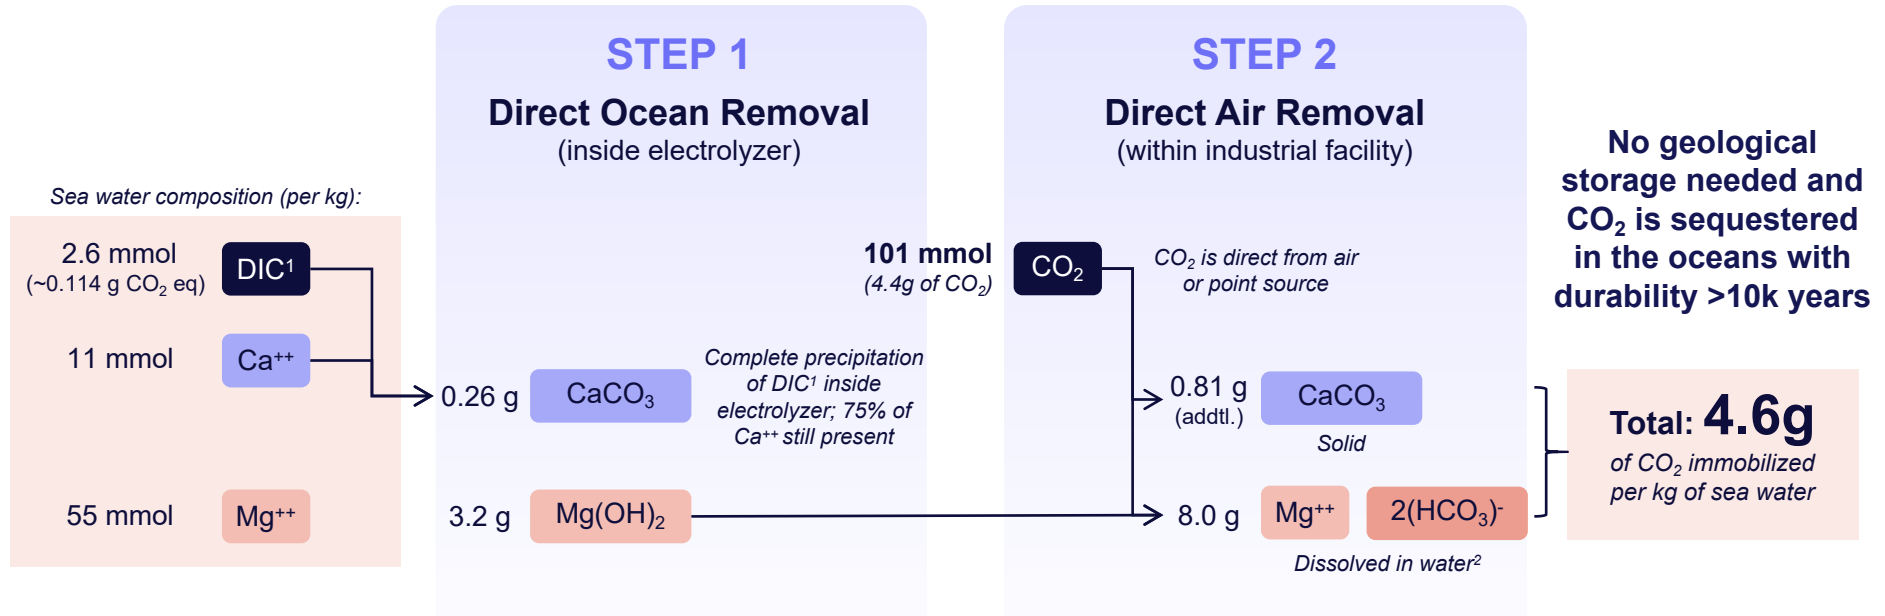 STEP 1
Direct Ocean Removal
(inside electrolyzer)
STEP 2
Direct Air Removal
(within industrial facility)
No geological
storage needed and
CO₂ is sequestered
in the oceans with
durability >10k years
Sea water composition (per kg):
2.6 mmol
(~0.114 g CO₂ eq)
DIC¹
11 mmol
Ca⁺⁺
55 mmol
Mg⁺⁺
0.26 g
CaCO₃
Complete precipitation
of DIC¹ inside
electrolyzer; 75% of
Ca⁺⁺ still present
3.2 g
Mg(OH)₂
101 mmol
(4.4g of CO₂)
CO₂
CO₂ is direct from air
or point source
0.81 g
(addtl.)
CaCO₃
Solid
8.0 g
Mg⁺⁺
2(HCO₃)⁻
Dissolved in water²
Total: 4.6g
of CO₂ immobilized
per kg of sea water